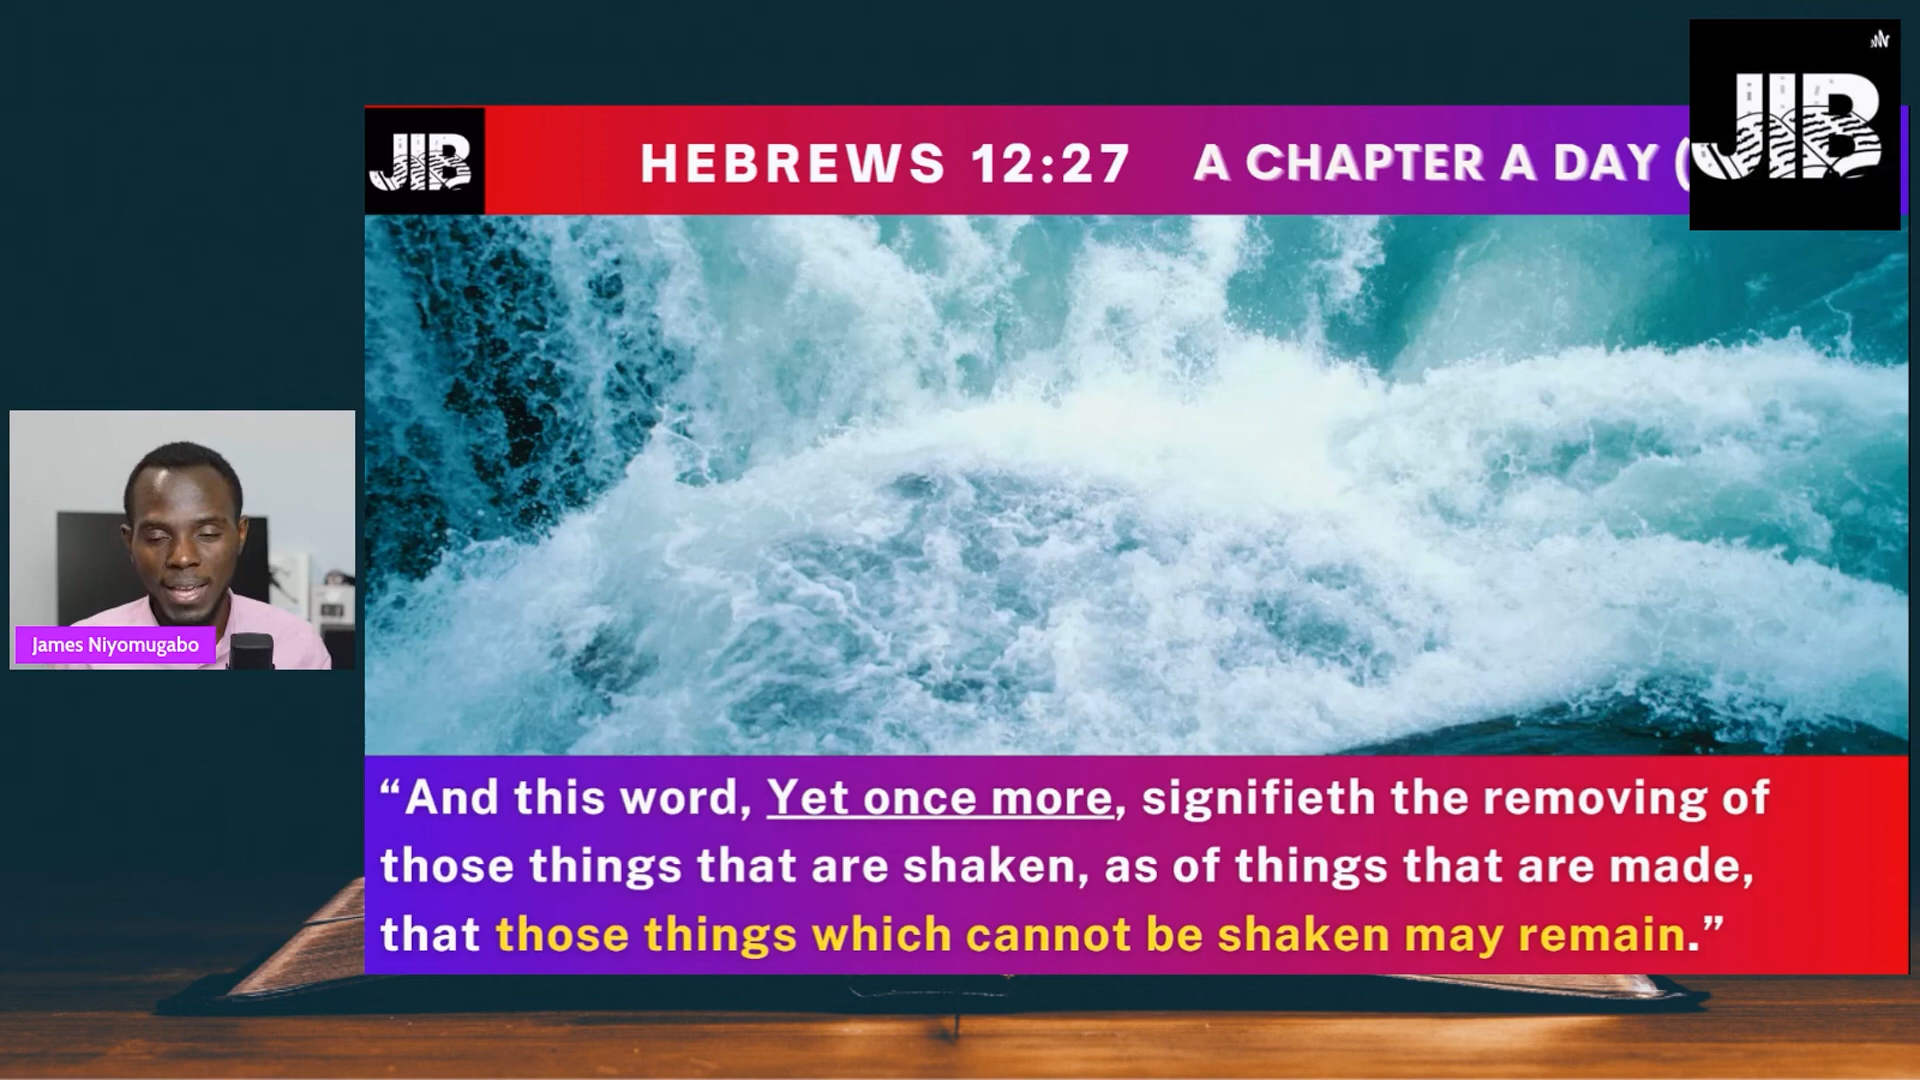 JIB
JIB
HEBREWS 12:27
A CHAPTER A DAY (
James Niyomugabo
“And this word, Yet once more, signifieth the removing of
those things that are shaken, as of things that are made,
that those things which cannot be shaken may remain.”